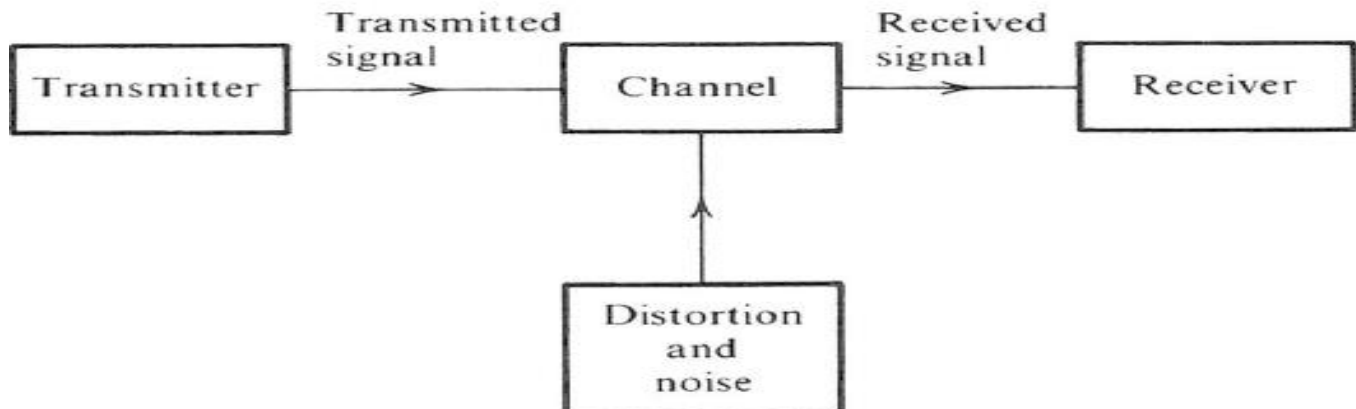 Transmitted
signal
Received
signal
Transmitter
Channel
Receiver
Distortion
and
noise